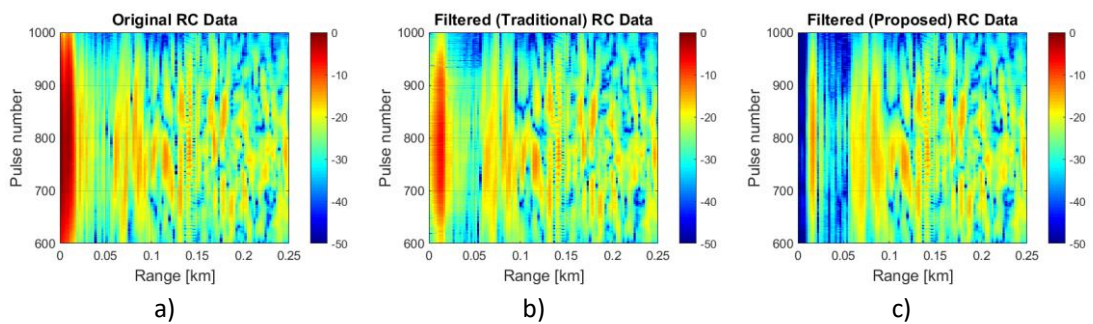 Original RC Data
1000
900
800
700
600
Pulse number
0 0.05 0.1 0.15 0.2 0.25
Range [km]
0
-10
-20
-30
-40
-50
a)
Filtered (Traditional) RC Data
1000
900
800
700
600
Pulse number
0 0.05 0.1 0.15 0.2 0.25
Range [km]
0
-10
-20
-30
-40
-50
b)
Filtered (Proposed) RC Data
1000
900
800
700
600
Pulse number
0 0.05 0.1 0.15 0.2 0.25
Range [km]
0
-10
-20
-30
-40
-50
c)